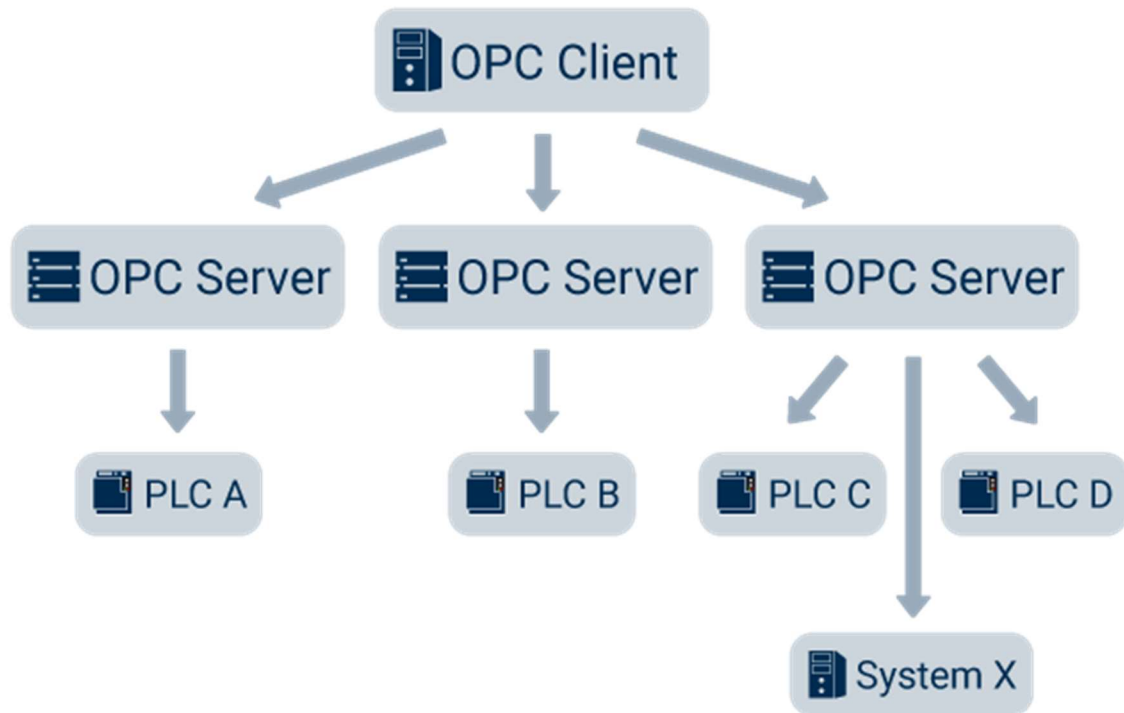 OPC Client
OPC Server
OPC Server
OPC Server
PLC A
PLC B
PLC C
PLC D
System X